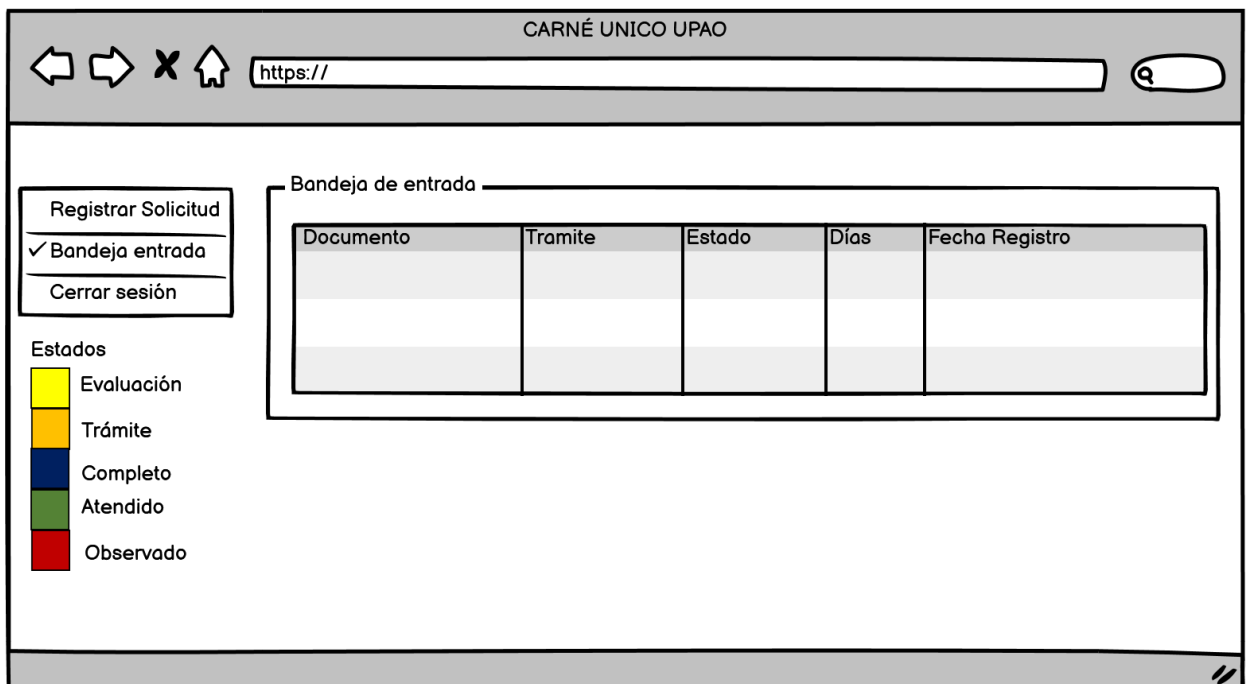 CARNÉ UNICO UPAO
https://
Registrar Solicitud
Bandeja entrada
Cerrar sesión
Bandeja de entrada
Documento Tramite Estado Días Fecha Registro
Estados
Evaluación
Trámite
Completo
Atendido
Observado